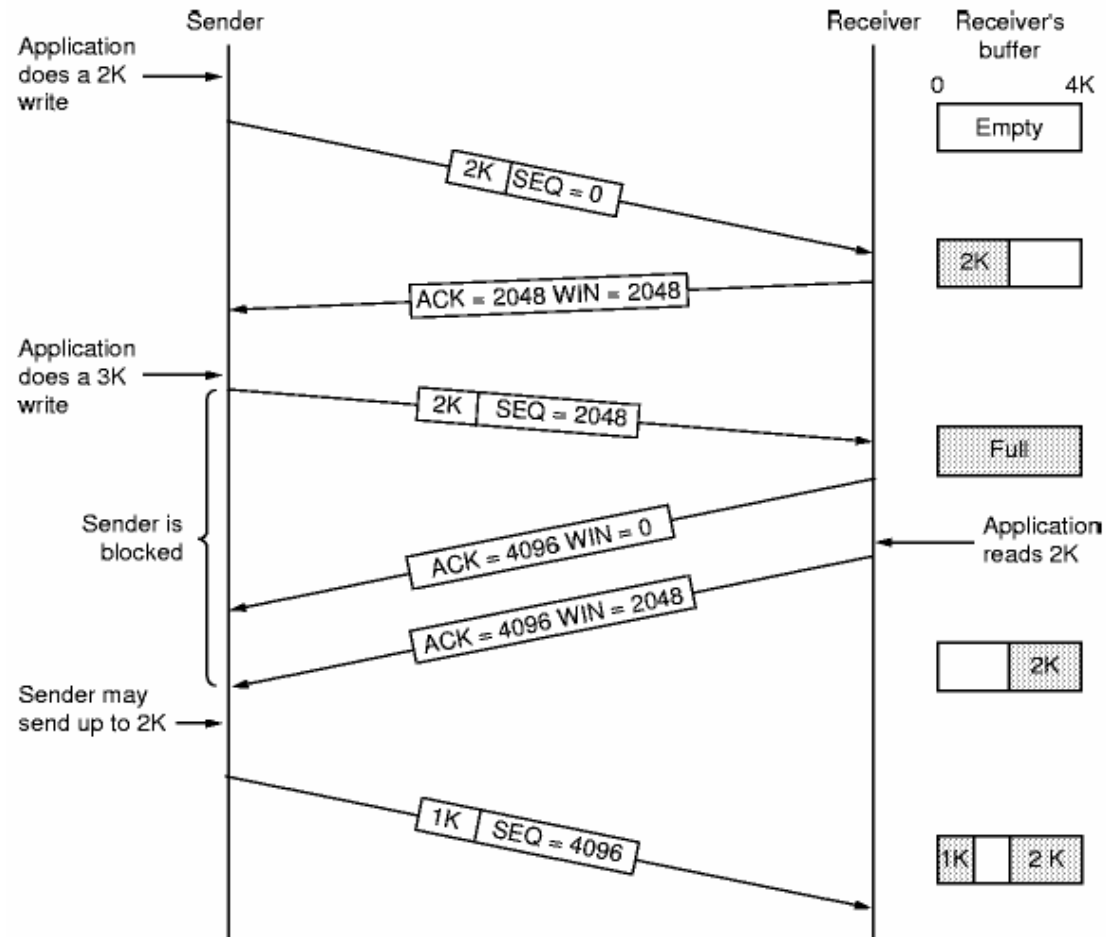 Sender
Receiver
Receiver's
buffer
Application
does a 2K
write
0
4K
Empty
2K
SEQ = 0
2K
ACK = 2048 WIN = 2048
Application
does a 3K
write
2K
SEQ = 2048
Full
Sender is
blocked
ACK = 4096 WIN = 0
Application
reads 2K
ACK = 4096 WIN = 2048
2K
Sender may
send up to 2K
1K
SEQ = 4096
1K
2 K